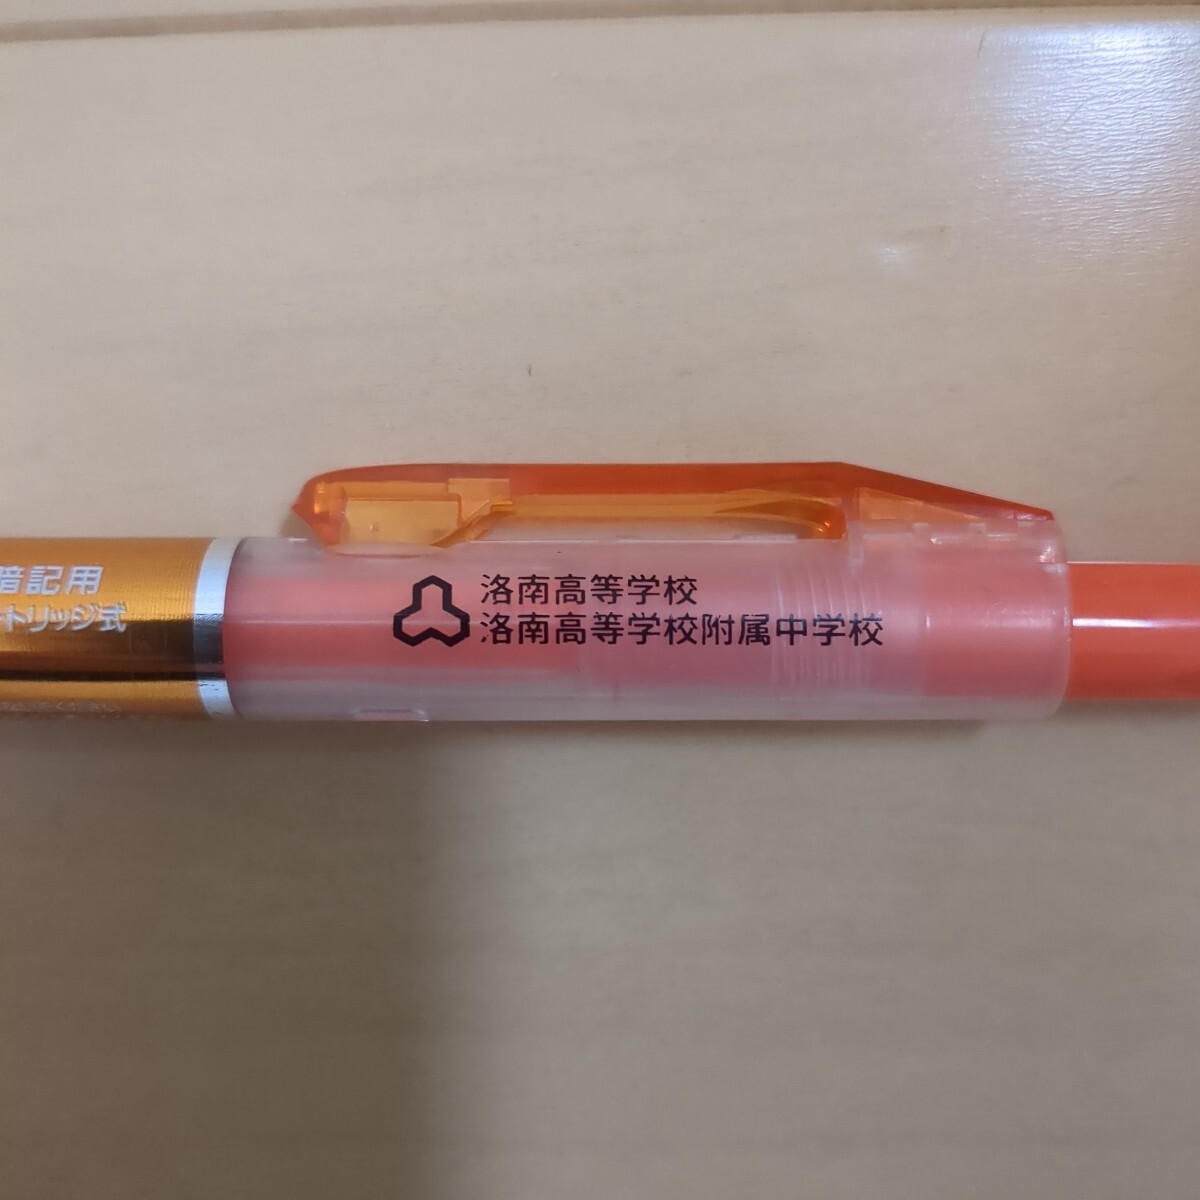 暗記用
ートリッジ式
洛南高等学校
洛南高等学校附属中学校